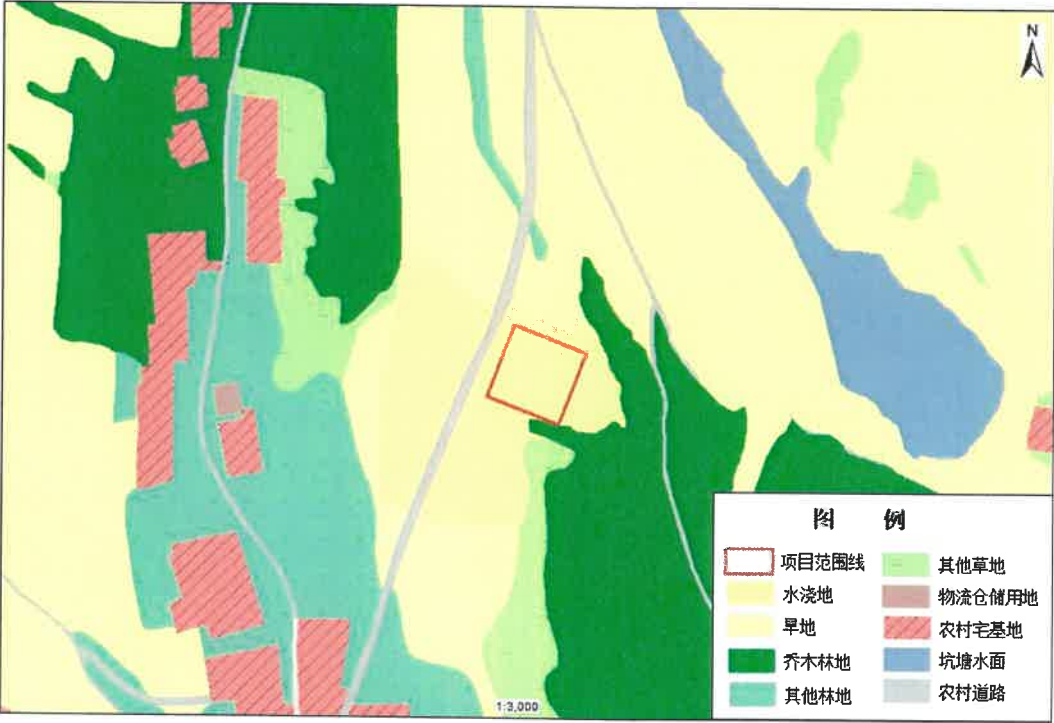 N
图 例
项目范围线
水浇地
旱地
乔木林地
其他林地
其他草地
物流仓储用地
农村宅基地
坑塘水面
农村道路
1:3,000